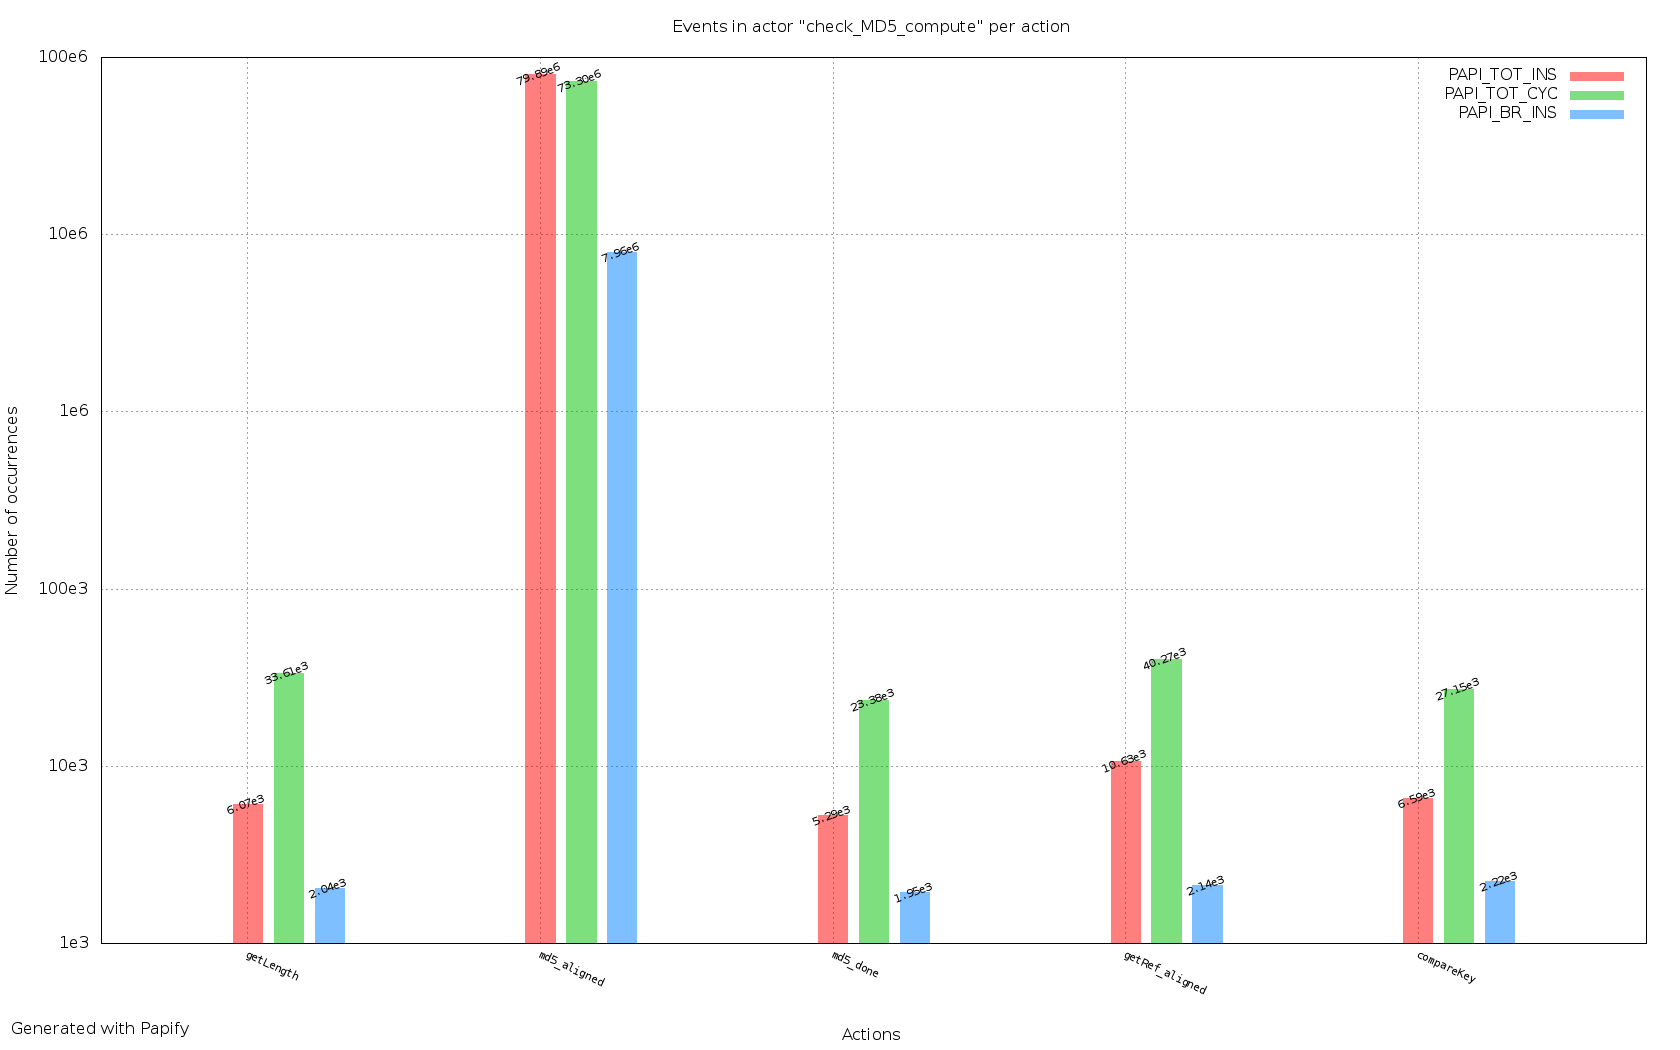 Events in actor "check_MD5_compute" per action
100e6
10e6
1e6
100e3
10e3
1e3
Number of occurrences
PAPI_TOT_INS
PAPI_TOT_CYC
PAPI_BR_INS
6.07e3
33.61e3
2.04e3
79.89e6
73.30e6
7.96e6
5.29e3
23.38e3
1.95e3
10.63e3
40.27e3
2.14e3
6.59e3
27.15e3
2.22e3
getLength
md5_aligned
md5_done
getRef_aligned
compareKey
Actions
Generated with Papify